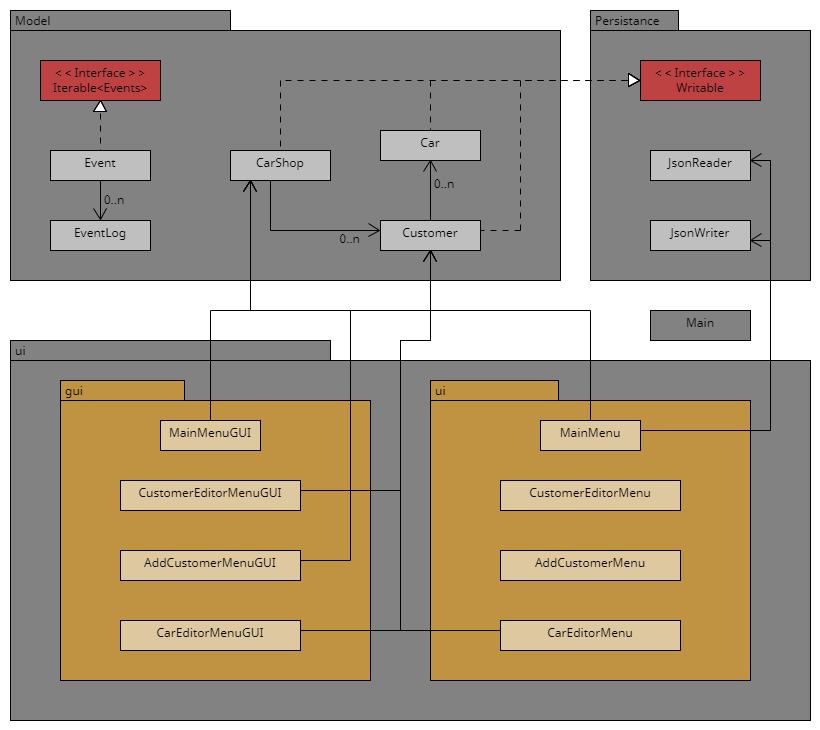 Model
Persistance
< < Interface > >
Iterable<Events>
< < Interface > >
Writable
Event
CarShop
Car
JsonReader
0..n
0..n
EventLog
0..n
Customer
JsonWriter
Main
ui
gui
ui
MainMenuGUI
MainMenu
CustomerEditorMenuGUI
CustomerEditorMenu
AddCustomerMenuGUI
AddCustomerMenu
CarEditorMenuGUI
CarEditorMenu